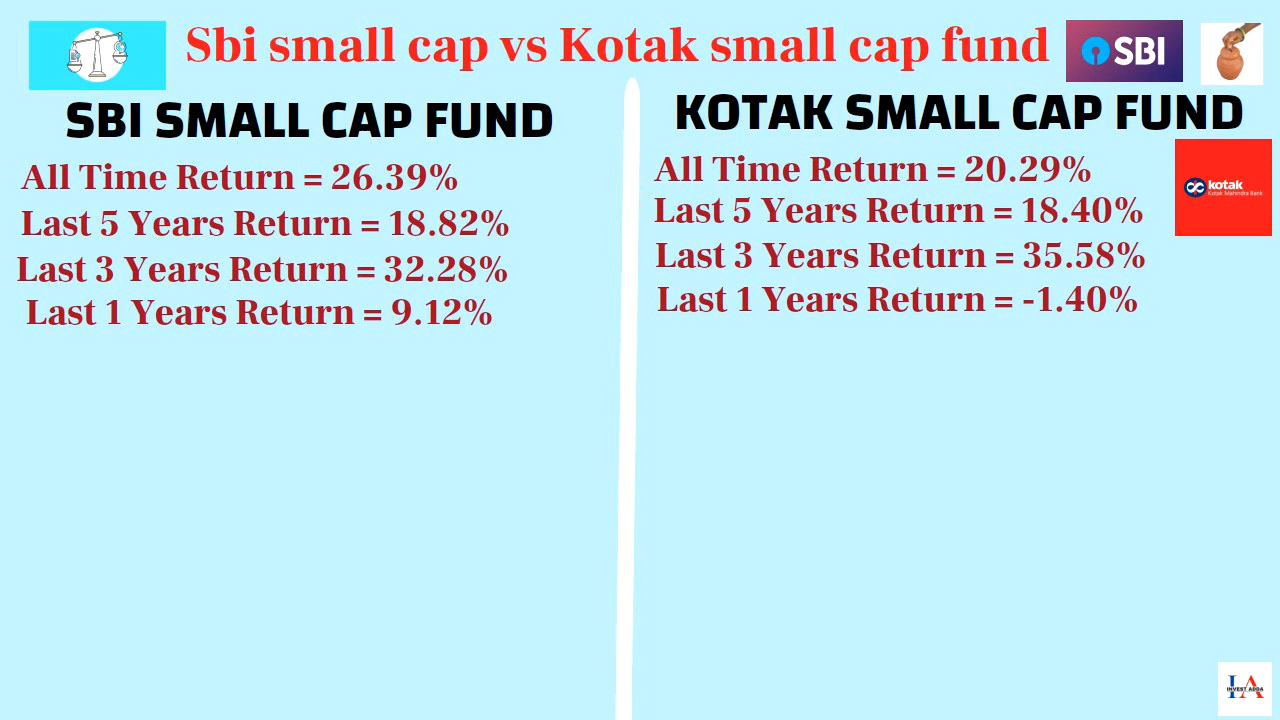 Sbi small cap vs Kotak small cap fund
SBI
SBI SMALL CAP FUND
All Time Return = 26.39%
Last 5 Years Return = 18.82%
Last 3 Years Return = 32.28%
Last 1 Years Return = 9.12%
KOTAK SMALL CAP FUND
All Time Return = 20.29%
Last 5 Years Return = 18.40%
Last 3 Years Return = 35.58%
Last 1 Years Return = -1.40%
kotak
Kotak Mahindra Bank
IA
INVEST ADDA